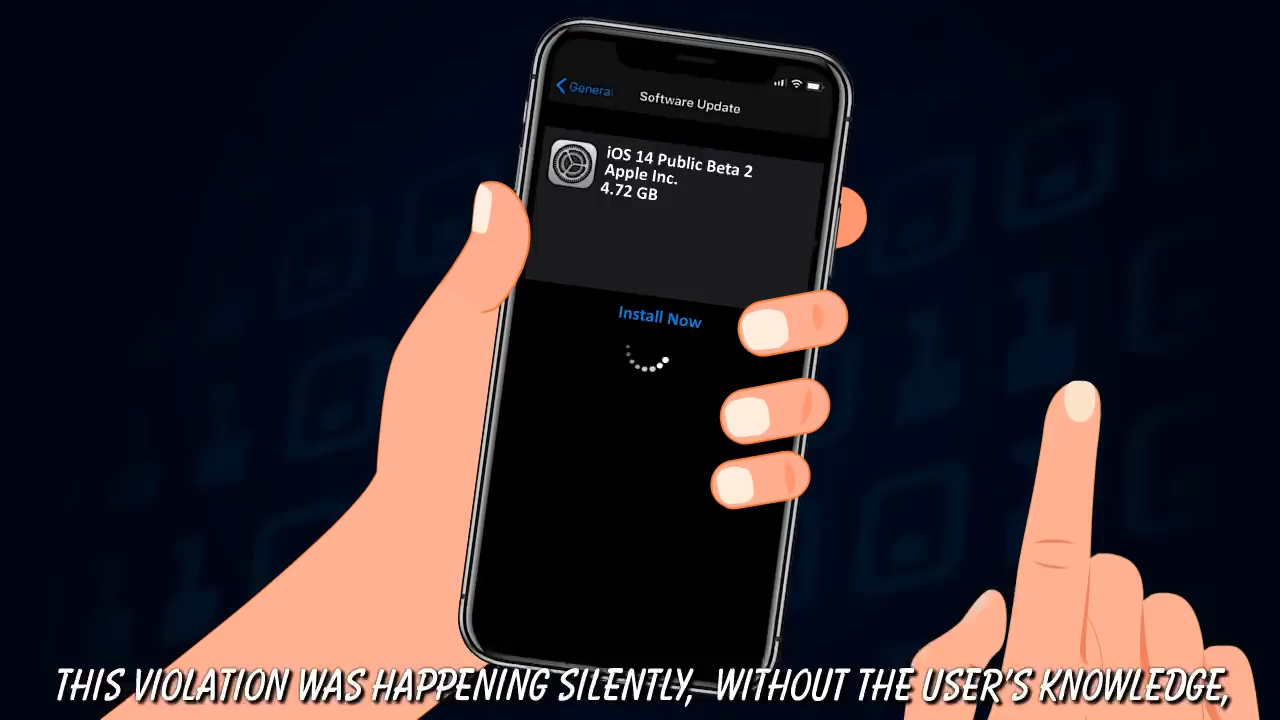 General
Software Update
iOS 14 Public Beta 2
Apple Inc.
4.72 GB
Install Now
THIS VIOLATION WAS HAPPENING SILENTLY, WITHOUT THE USER'S KNOWLEDGE,